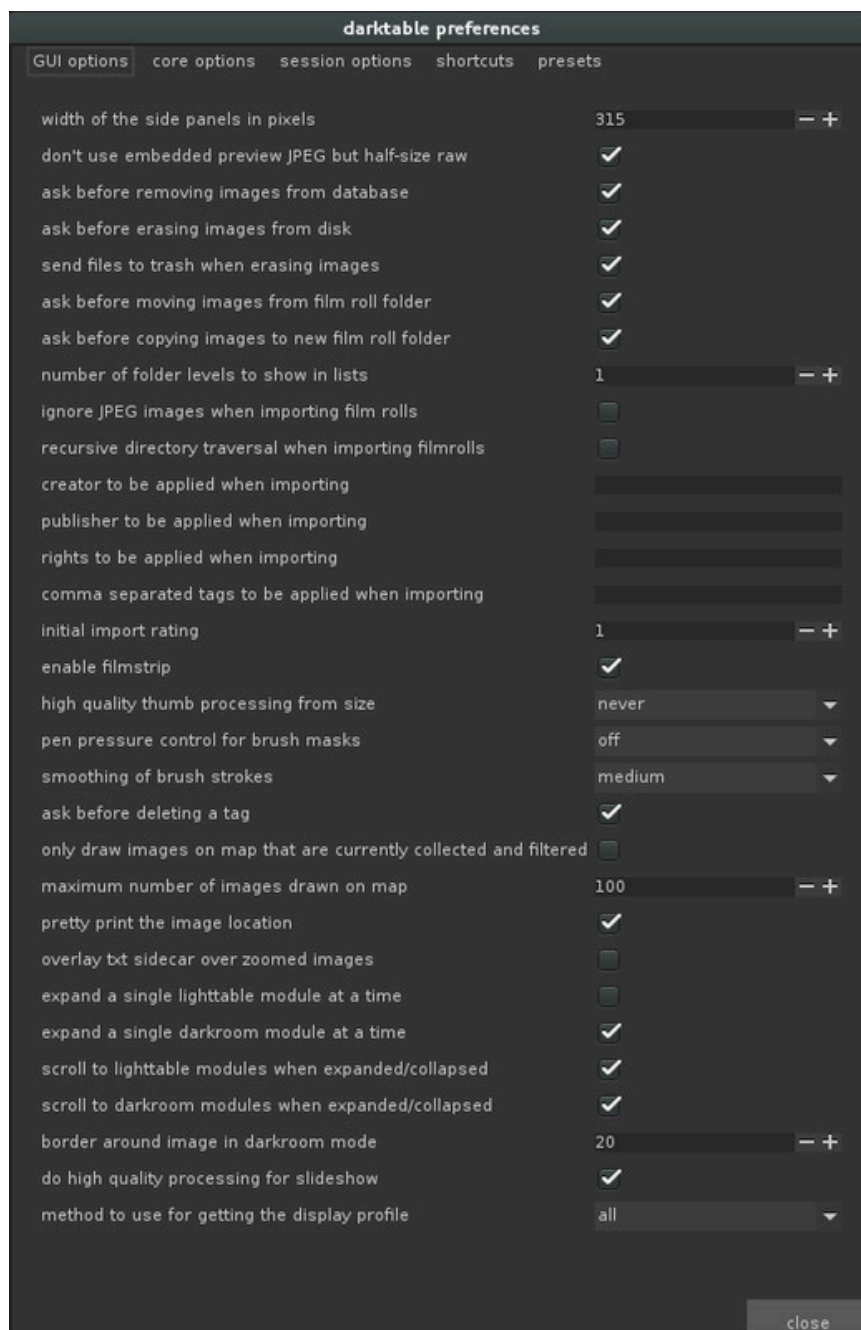 darktable preferences
GUI options core options session options shortcuts presets
width of the side panels in pixels 315
don't use embedded preview JPEG but half-size raw
ask before removing images from database
ask before erasing images from disk
send files to trash when erasing images
ask before moving images from film roll folder
ask before copying images to new film roll folder
number of folder levels to show in lists 1
ignore JPEG images when importing film rolls
recursive directory traversal when importing filmrolls
creator to be applied when importing
publisher to be applied when importing
rights to be applied when importing
comma separated tags to be applied when importing
initial import rating 1
enable filmstrip
high quality thumb processing from size never
pen pressure control for brush masks off
smoothing of brush strokes medium
ask before deleting a tag
only draw images on map that are currently collected and filtered
maximum number of images drawn on map 100
pretty print the image location
overlay txt sidecar over zoomed images
expand a single lighttable module at a time
expand a single darkroom module at a time
scroll to lighttable modules when expanded/collapsed
scroll to darkroom modules when expanded/collapsed
border around image in darkroom mode 20
do high quality processing for slideshow
method to use for getting the display profile all
close